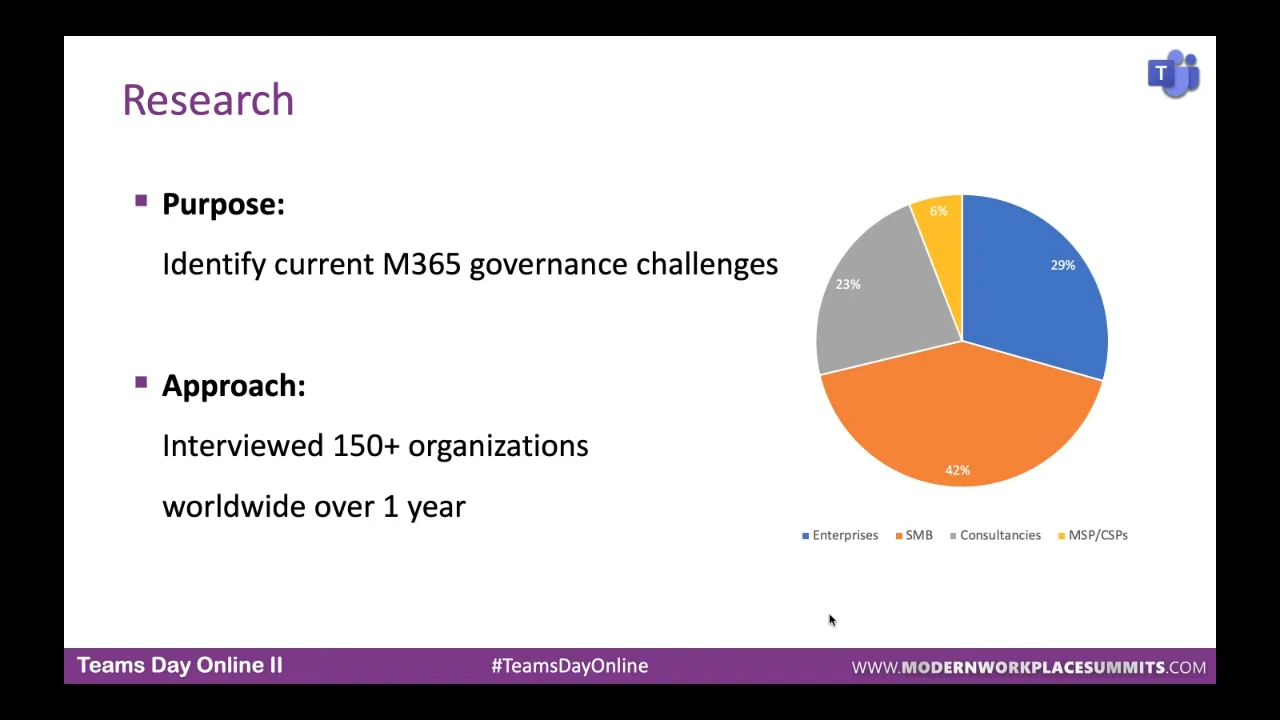 Research
T
Purpose:
Identify current M365 governance challenges
Approach:
Interviewed 150+ organizations
worldwide over 1 year
6%
29%
23%
42%
Enterprises SMB Consultancies MSP/CSPs
Teams Day Online II #TeamsDayOnline WWW.MODERNWORKPLACESUMMITS.COM